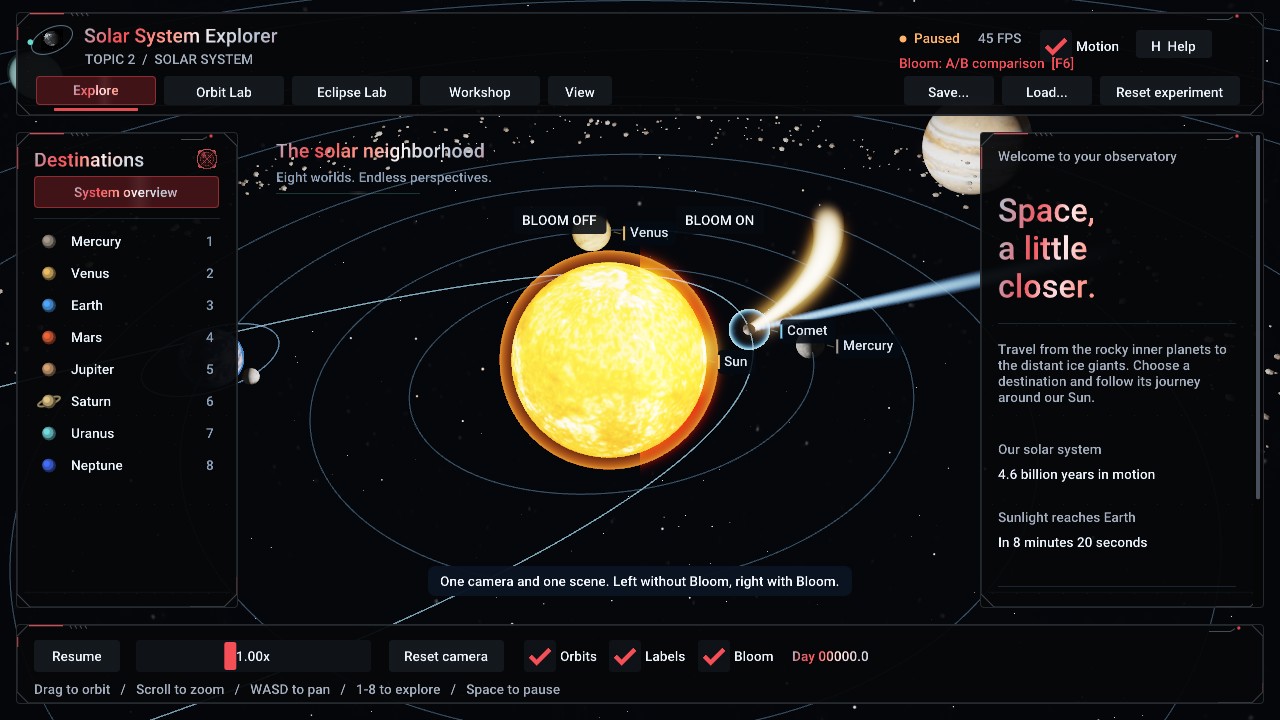 Solar System Explorer
TOPIC 2 / SOLAR SYSTEM
Paused 45 FPS Motion H Help
Bloom: A/B comparison [F6]
Explore Orbit Lab Eclipse Lab Workshop View Save... Load... Reset experiment
Destinations
System overview
Mercury 1
Venus 2
Earth 3
Mars 4
Jupiter 5
Saturn 6
Uranus 7
Neptune 8
The solar neighborhood
Eight worlds. Endless perspectives.
BLOOM OFF BLOOM ON
Venus
Comet
Mercury
Sun
One camera and one scene. Left without Bloom, right with Bloom.
Welcome to your observatory
Space,
a little
closer.
Travel from the rocky inner planets to
the distant ice giants. Choose a
destination and follow its journey
around our Sun.
Our solar system
4.6 billion years in motion
Sunlight reaches Earth
In 8 minutes 20 seconds
Resume 1.00x Reset camera Orbits Labels Bloom Day 00000.0
Drag to orbit / Scroll to zoom / WASD to pan / 1-8 to explore / Space to pause